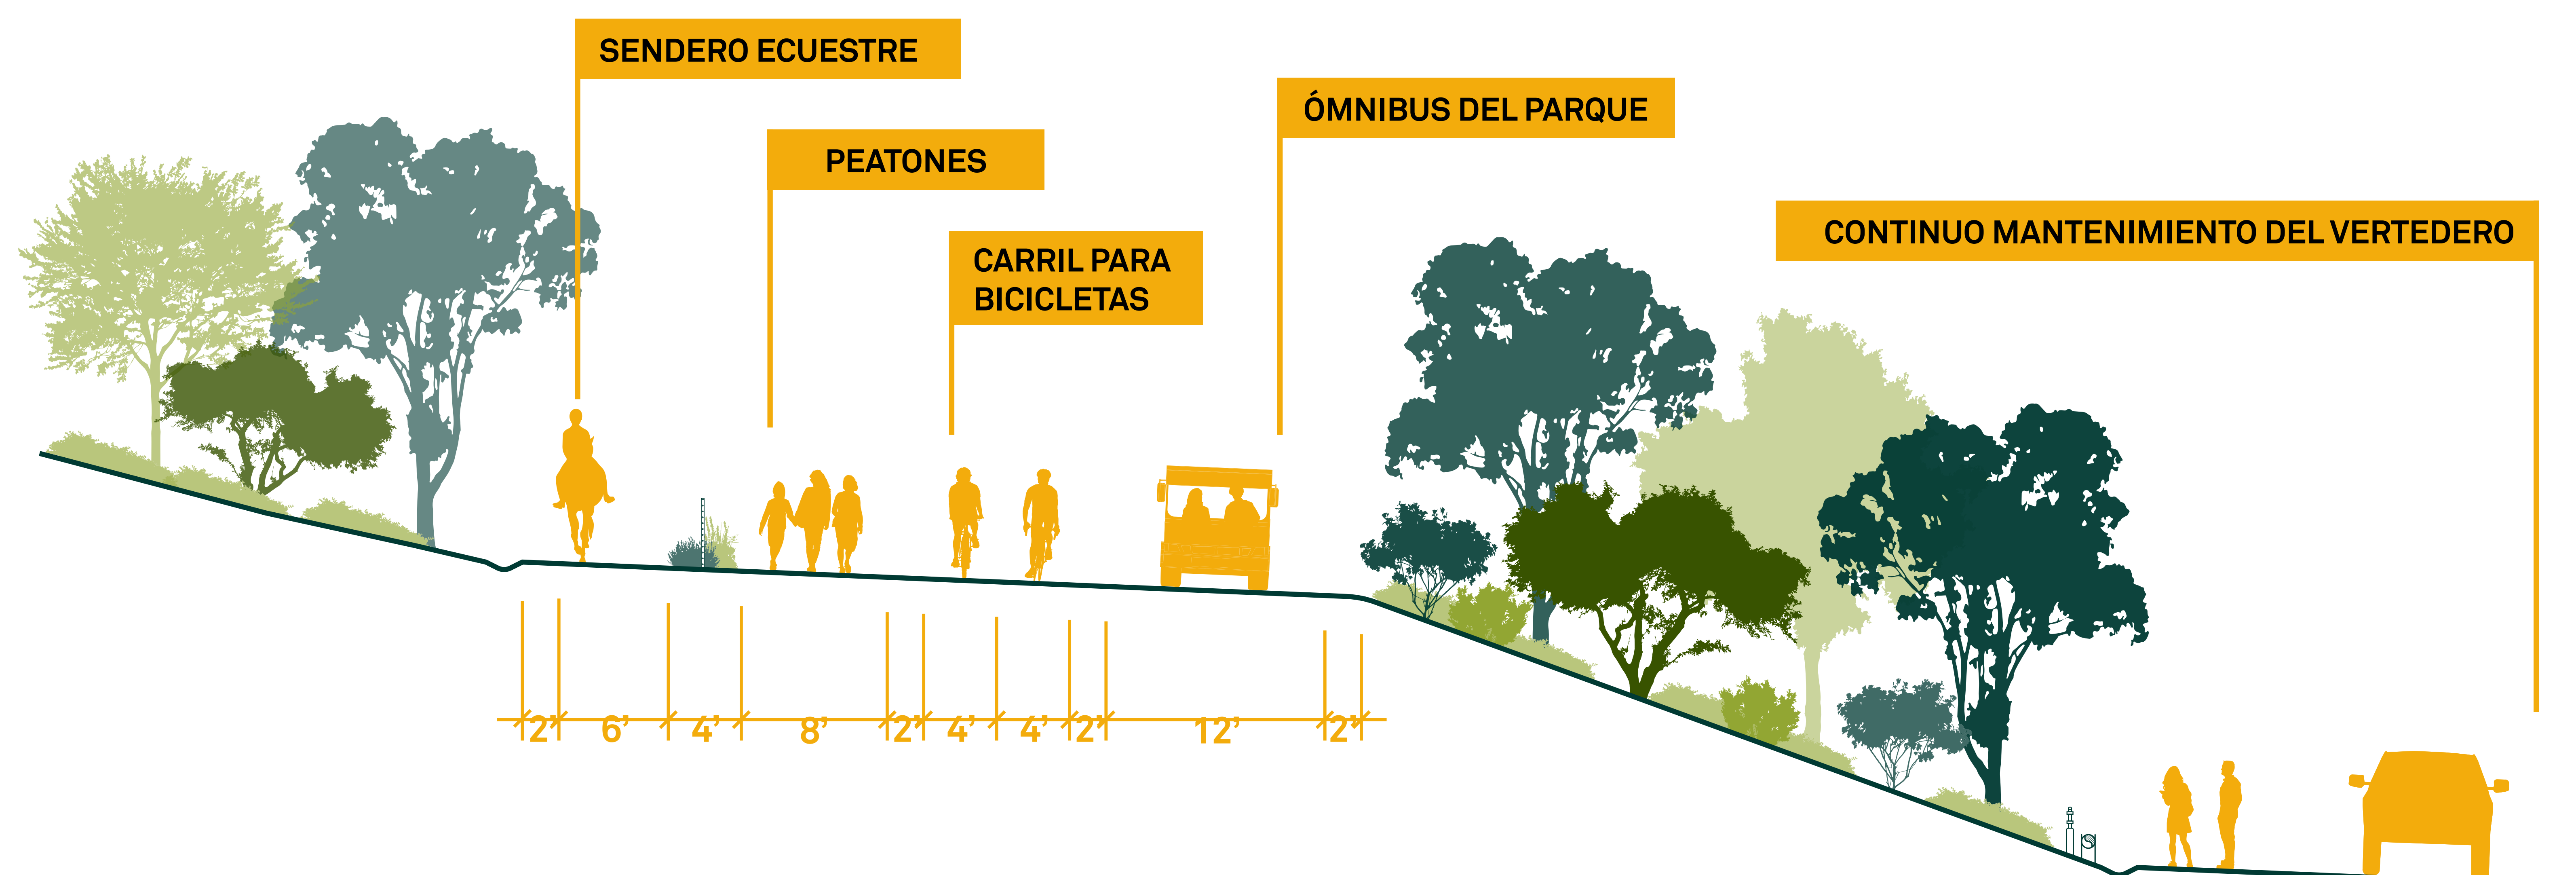 SENDERO ECUESTRE
ÓMNIBUS DEL PARQUE
PEATONES
CONTINUO MANTENIMIENTO DEL VERTEDERO
CARRIL PARA
BICICLETAS
2' 6' 4' 8' 2' 4' 4' 2' 12' 2'